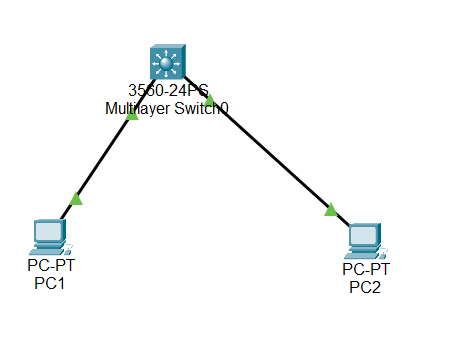 3560-24PS
Multilayer Switch0
PC-PT
PC1
PC-PT
PC2